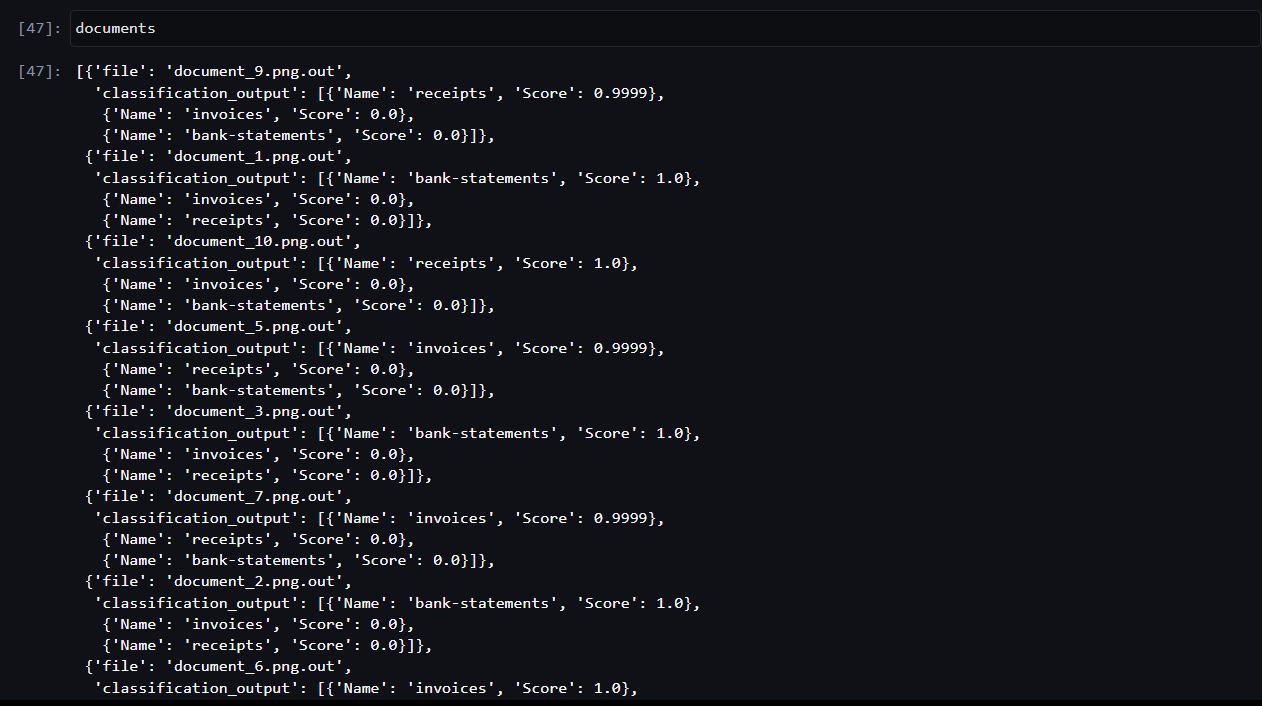 [47]: documents
[47]: [{'file': 'document_9.png.out',
'classification_output': [{'Name': 'receipts', 'Score': 0.9999},
{'Name': 'invoices', 'Score': 0.0},
{'Name': 'bank-statements', 'Score': 0.0}]},
{'file': 'document_1.png.out',
'classification_output': [{'Name': 'bank-statements', 'Score': 1.0},
{'Name': 'invoices', 'Score': 0.0},
{'Name': 'receipts', 'Score': 0.0}]},
{'file': 'document_10.png.out',
'classification_output': [{'Name': 'receipts', 'Score': 1.0},
{'Name': 'invoices', 'Score': 0.0},
{'Name': 'bank-statements', 'Score': 0.0}]},
{'file': 'document_5.png.out',
'classification_output': [{'Name': 'invoices', 'Score': 0.9999},
{'Name': 'receipts', 'Score': 0.0},
{'Name': 'bank-statements', 'Score': 0.0}]},
{'file': 'document_3.png.out',
'classification_output': [{'Name': 'bank-statements', 'Score': 1.0},
{'Name': 'invoices', 'Score': 0.0},
{'Name': 'receipts', 'Score': 0.0}]},
{'file': 'document_7.png.out',
'classification_output': [{'Name': 'invoices', 'Score': 0.9999},
{'Name': 'receipts', 'Score': 0.0},
{'Name': 'bank-statements', 'Score': 0.0}]},
{'file': 'document_2.png.out',
'classification_output': [{'Name': 'bank-statements', 'Score': 1.0},
{'Name': 'invoices', 'Score': 0.0},
{'Name': 'receipts', 'Score': 0.0}]},
{'file': 'document_6.png.out',
'classification_output': [{'Name': 'invoices', 'Score': 1.0},